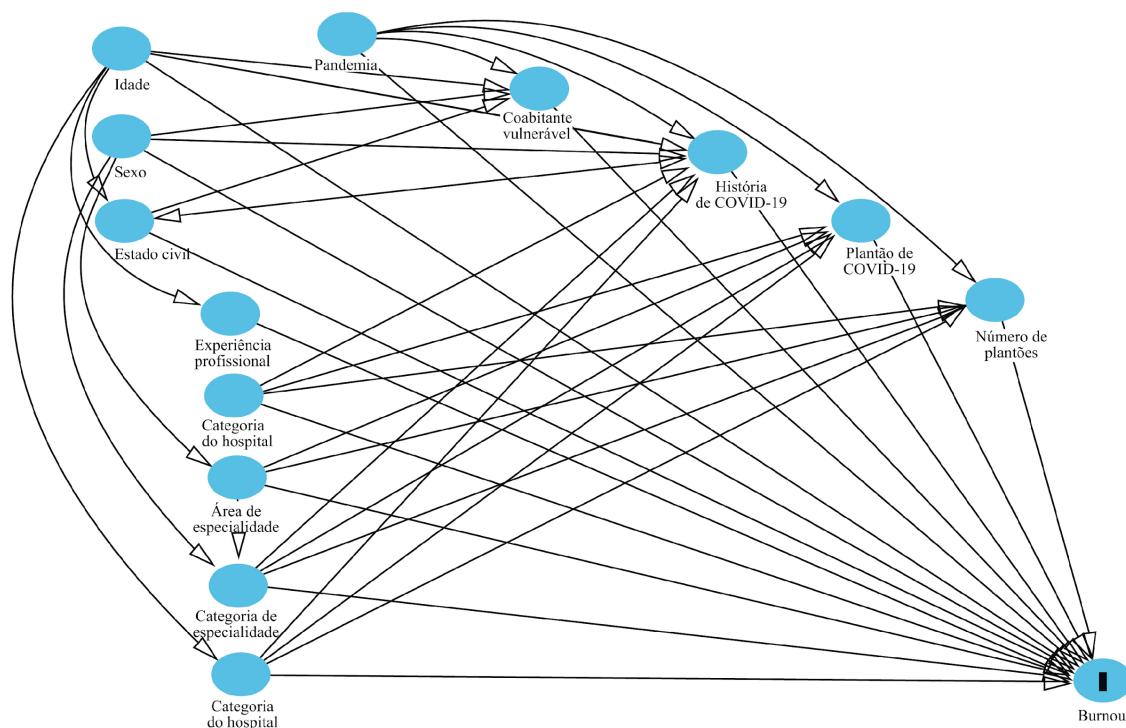 Idade
Pandemia
Coabitante
vulnerável
Sexo
História
de COVID-19
Estado civil
Plantão de
COVID-19
Experiência
profissional
Número de
plantões
Categoria
do hospital
Área de
especialidade
Categoria de
especialidade
Categoria
do hospital
Burnou